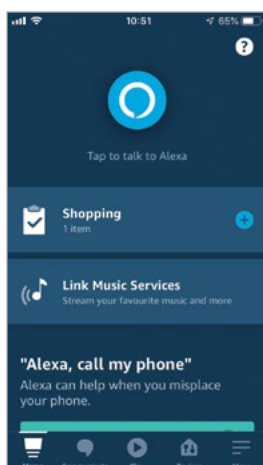 10:51
65%
?
Tap to talk to Alexa
Shopping
1 item
Link Music Services
Stream your favourite music and more
"Alexa, call my phone"
Alexa can help when you misplace
your phone.